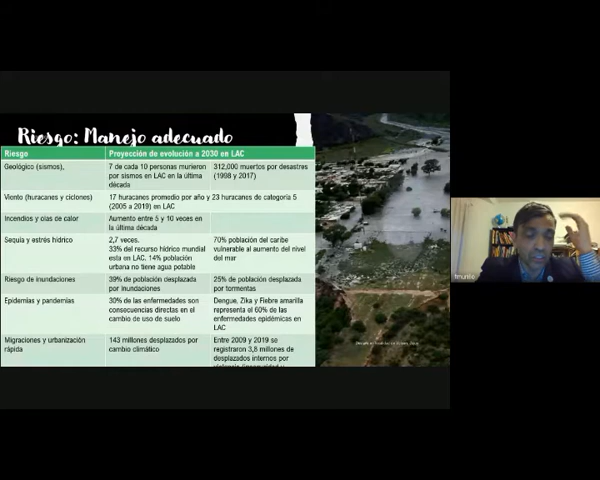 Riesgo: Manejo adecuado
Riesgo
Proyección de evolución a 2030 en LAC
Geológico (sismos),
7 de cada 10 personas murieron
por sismos en LAC en la última
década
312,000 muertos por desastres
(1998 y 2017)
Viento (huracanes y ciclones)
17 huracanes promedio por año y
(2005 a 2019) en LAC
23 huracanes de categoría 5
Incendios y olas de calor
Aumento entre 5 y 10 veces en
la última década
Sequía y estrés hídrico
2,7 veces.
33% del recurso hídrico mundial
esta en LAC. 14% población
urbana no tiene agua potable
70% población del caribe
vulnerable al aumento del nivel
del mar
Riesgo de inundaciones
39% de población desplazada
por inundaciones
25% de población desplazada
por tormentas
Epidemias y pandemias
30% de las enfermedades son
consecuencias directas en el
cambio de uso de suelo
Dengue, Zika y Fiebre amarilla
representa el 60% de las
enfermedades epidémicas en
LAC
Migraciones y urbanización
rápida
143 millones desplazados por
cambio climático
Entre 2009 y 2019 se
registraron 3,8 millones de
desplazados internos por